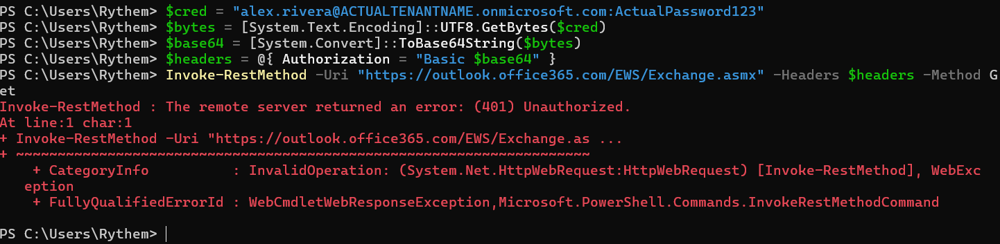 PS C:\Users\Rythem> $cred = "alex.rivera@ACTUALTENANTNAME.onmicrosoft.com:ActualPassword123"
PS C:\Users\Rythem> $bytes = [System.Text.Encoding]::UTF8.GetBytes($cred)
PS C:\Users\Rythem> $base64 = [System.Convert]::ToBase64String($bytes)
PS C:\Users\Rythem> $headers = @{ Authorization = "Basic $base64" }
PS C:\Users\Rythem> Invoke-RestMethod -Uri "https://outlook.office365.com/EWS/Exchange.asmx" -Headers $headers -Method G
et
Invoke-RestMethod : The remote server returned an error: (401) Unauthorized.
At line:1 char:1
+ Invoke-RestMethod -Uri "https://outlook.office365.com/EWS/Exchange.as ...
+ ~~~~~~~~~~~~~~~~~~~~~~~~~~~~~~~~~~~~~~~~~~~~~~~~~~~~~~~~~~~~~~~~~~~~~
    + CategoryInfo          : InvalidOperation: (System.Net.HttpWebRequest:HttpWebRequest) [Invoke-RestMethod], WebExc
   eption
    + FullyQualifiedErrorId : WebCmdletWebResponseException,Microsoft.PowerShell.Commands.InvokeRestMethodCommand
PS C:\Users\Rythem>